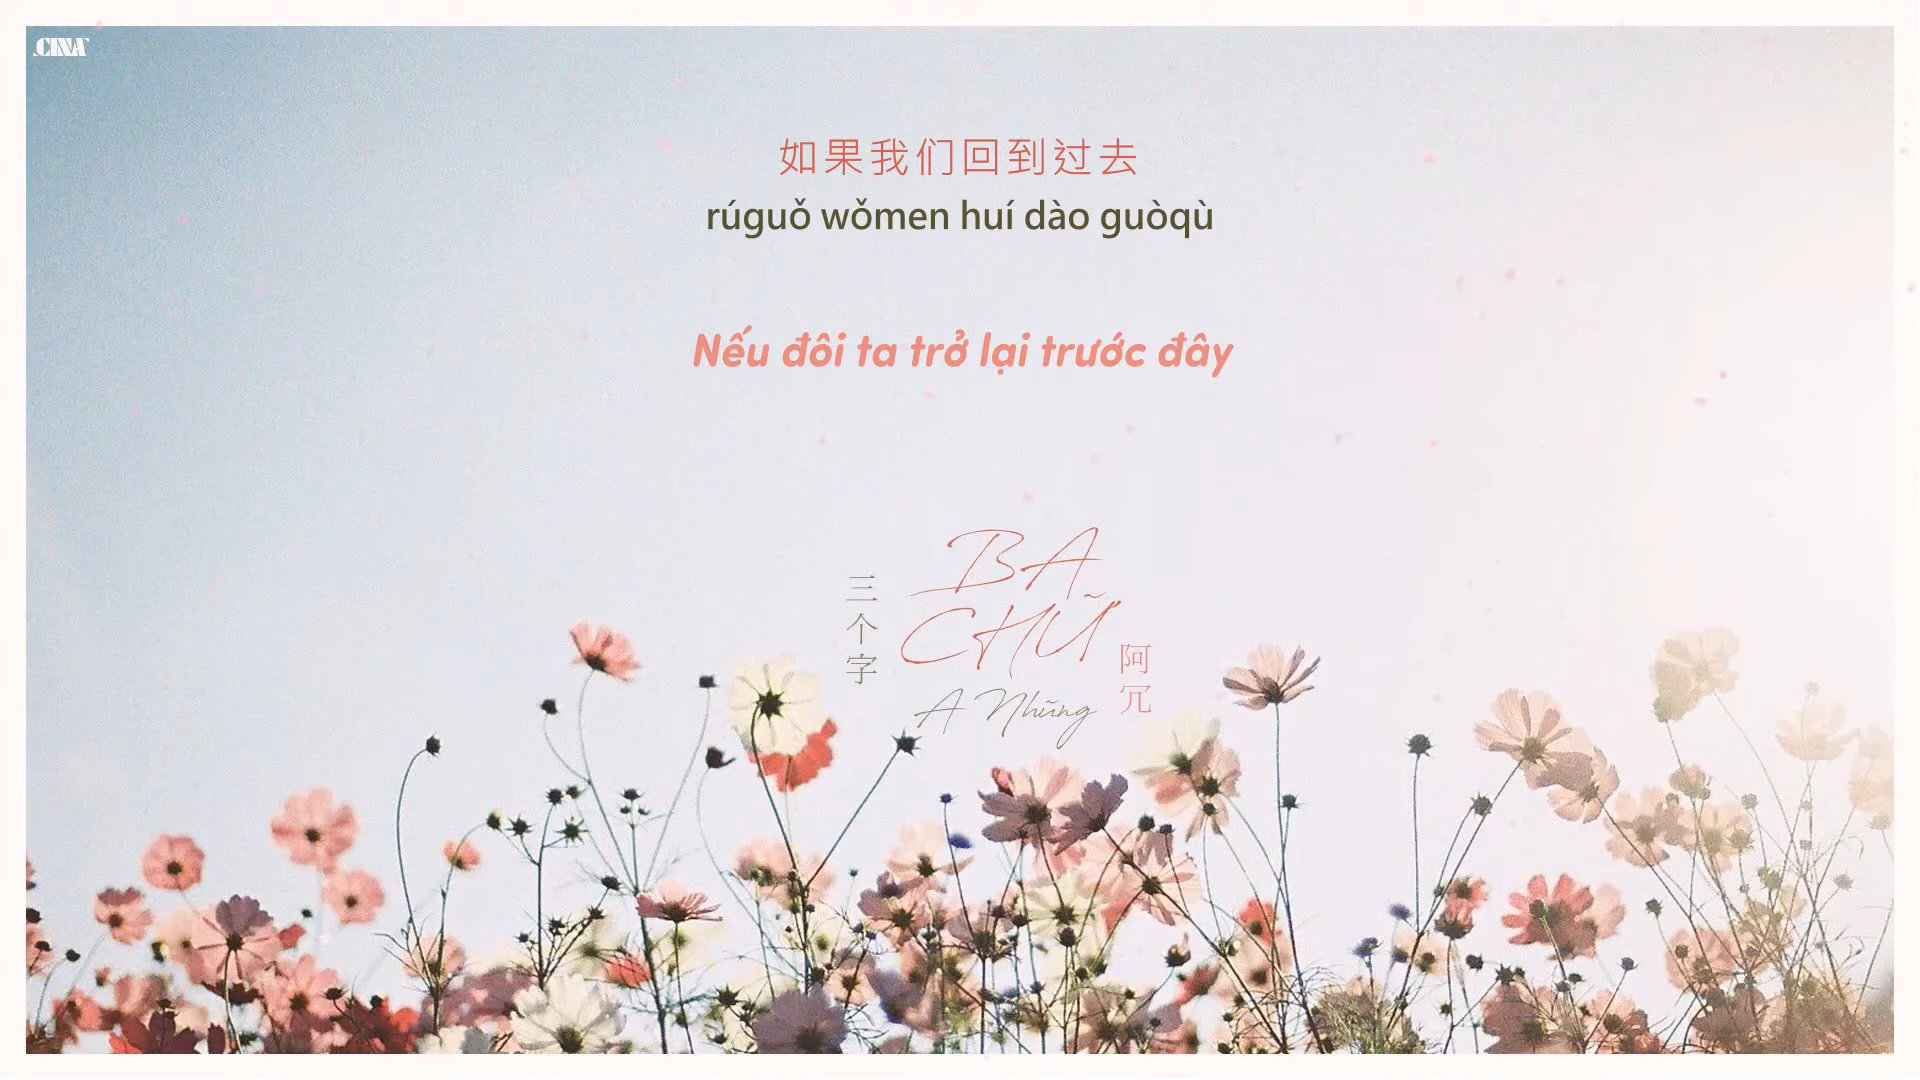 CINA
如果我们回到过去
rúguǒ wǒmen huí dào guòqù
Nếu đôi ta trở lại trước đây
三个字
BA
CHỮ
A Nhũng
阿冗